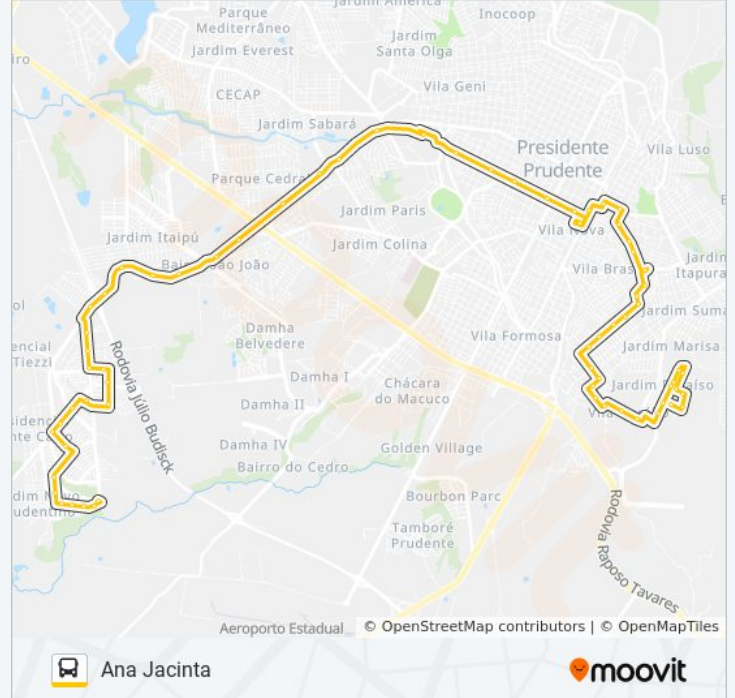 Jardim América
Parque
Mediterrâneo
Inocoop
Jardim
Santa Olga
Jardim Everest
Vila Geni
CECAP
Jardim Sabará
Presidente
Prudente
Vila Luso
Parque Cedral
Jardim Paris
Vila Nova
Jardim Itaipú
Jardim Colina
Jardim
Itapura
Bairro São João
Vila Bras
Jardim Suma
Damha
Belvedere
Vila Formosa
Jardim Marisa
encial
Tiezzi
Rodovia Júlio Budisck
Damha I
Chácara
do Macuco
Jardim Paraíso
Damha II
Damha IV
Golden Village
Bairro do Cedro
Bourbon Parc
Tamboré
Prudente
Rodovia Raposo Tavares
Aeroporto Estadual
© OpenStreetMap contributors | © OpenMapTiles
Ana Jacinta
moovit